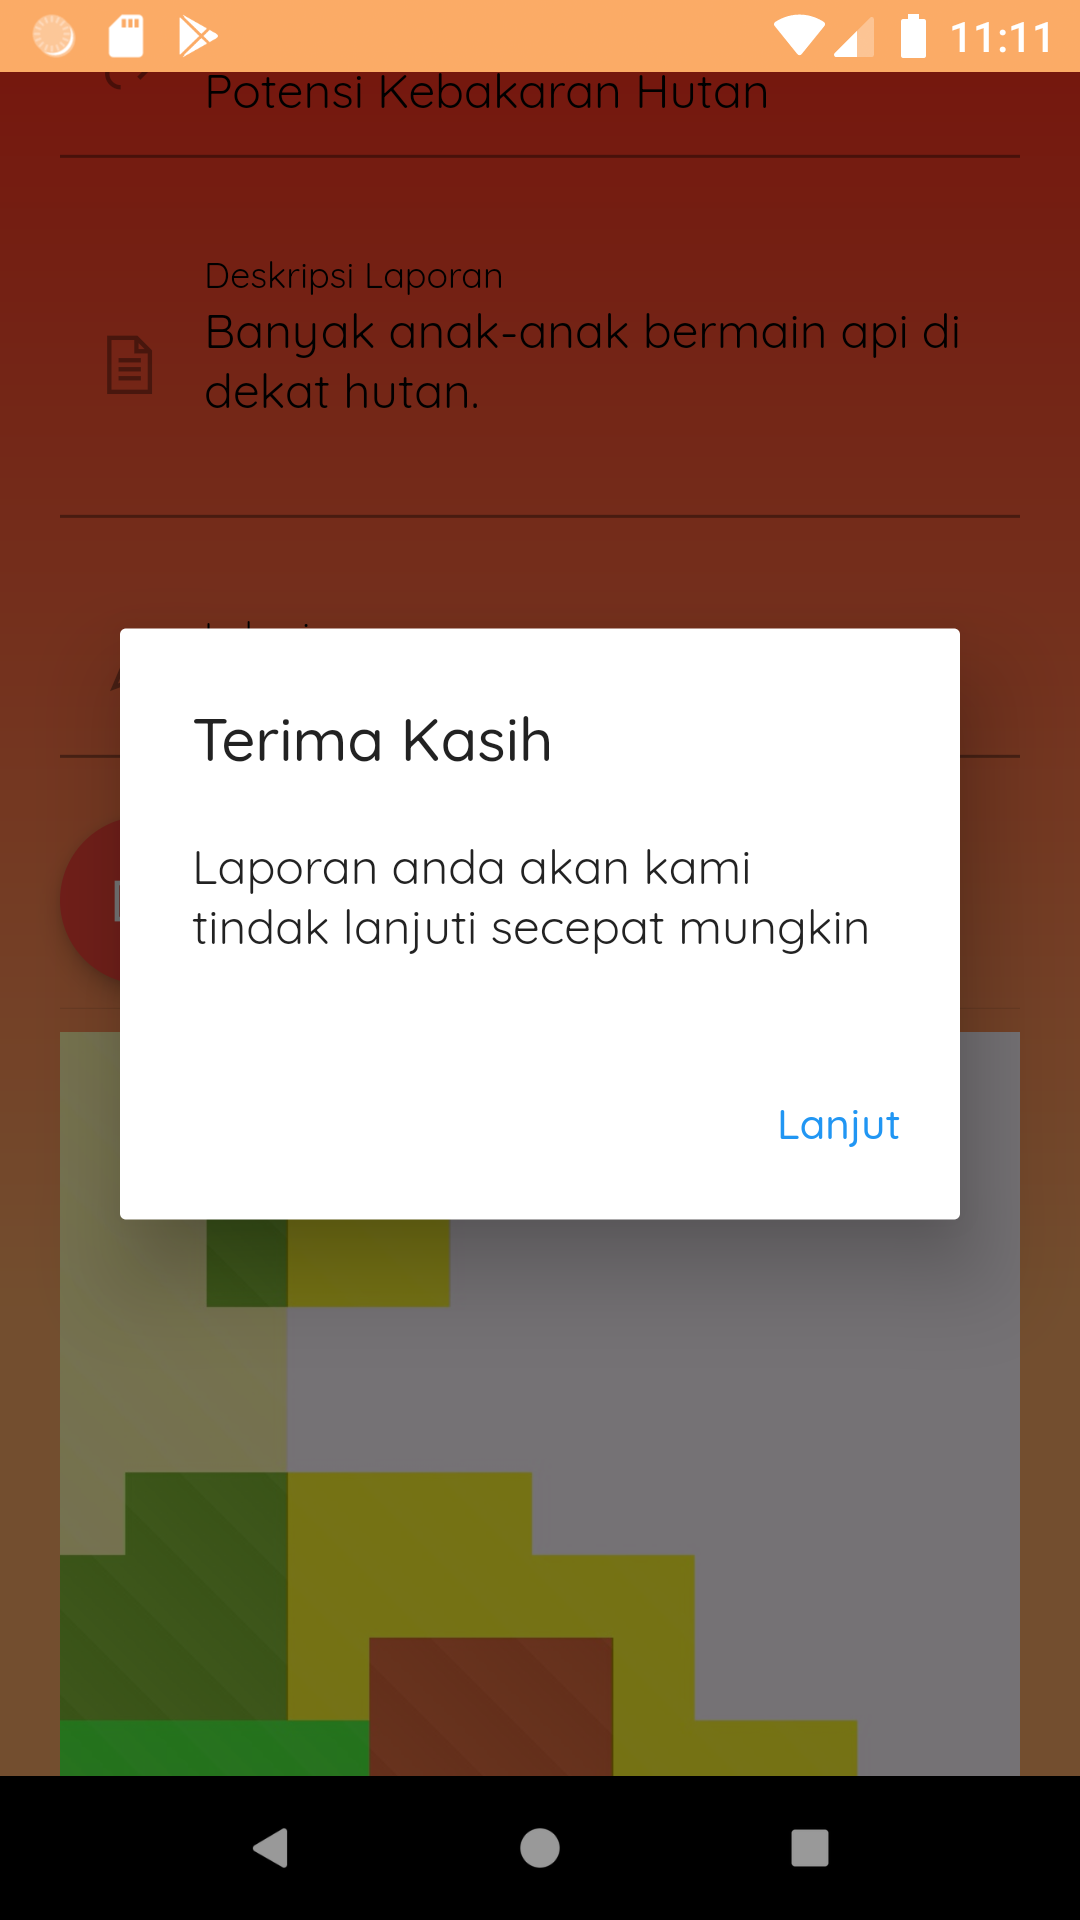 11:11
Potensi Kebakaran Hutan
Deskripsi Laporan
Banyak anak-anak bermain api di
dekat hutan.
Terima Kasih
Laporan anda akan kami
tindak lanjuti secepat mungkin
Lanjut